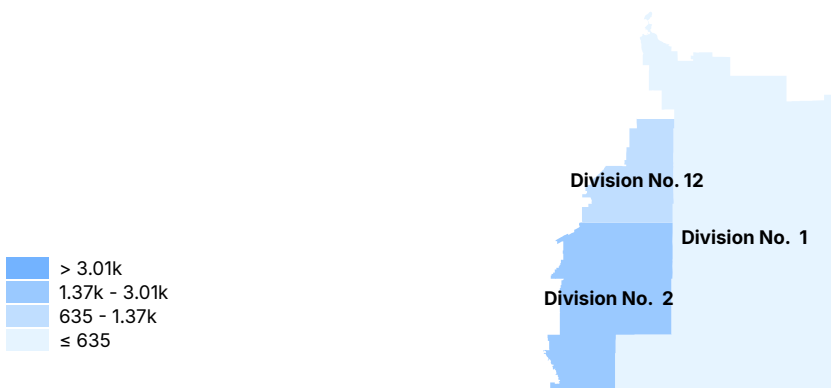 Division No. 12
Division No. 1
Division No. 2
> 3.01k
1.37k - 3.01k
635 - 1.37k
≤ 635